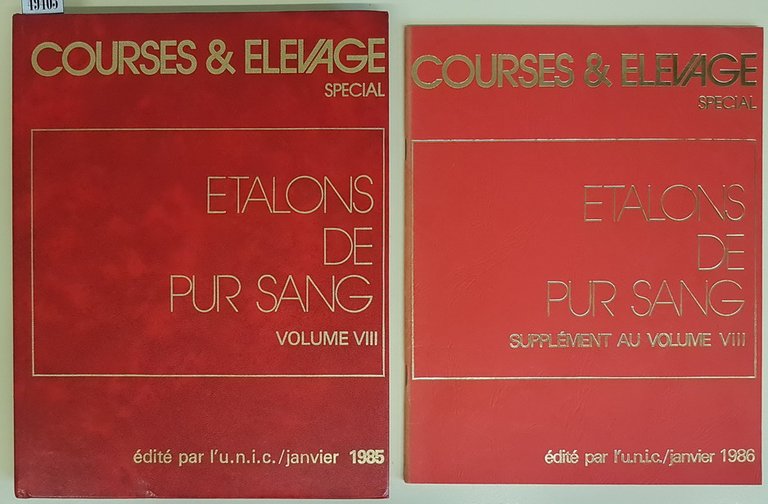 COURSES & ELEVAGE
SPECIAL
ETALONS
DE
PUR SANG
VOLUME VIII
édité par l'u.n.i.c./janvier 1985
COURSES & ELEVAGE
SPECIAL
ETALONS
DE
PUR SANG
SUPPLÉMENT AU VOLUME VIII
édité par l'u.n.i.c./janvier 1986